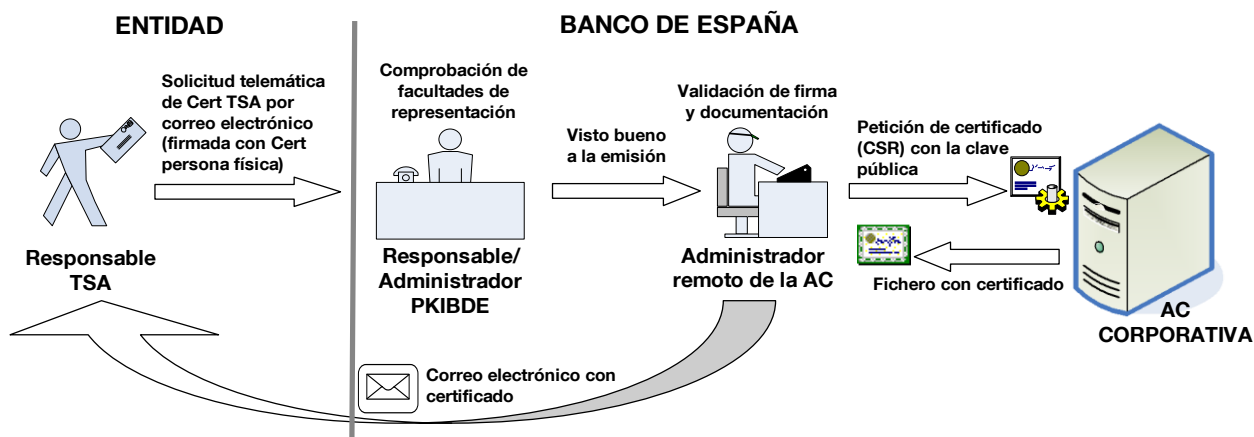 ENTIDAD
BANCO DE ESPAÑA
Solicitud telemática
de Cert TSA por
correo electrónico
(firmada con Cert
persona física)
Responsable
TSA
Comprobación de
facultades de
representación
Responsable/
Administrador
PKIBDE
Visto bueno
a la emisión
Validación de firma
y documentación
Administrador
remoto de la AC
Petición de certificado
(CSR) con la clave
pública
Fichero con certificado
AC
CORPORATIVA
Correo electrónico con
certificado